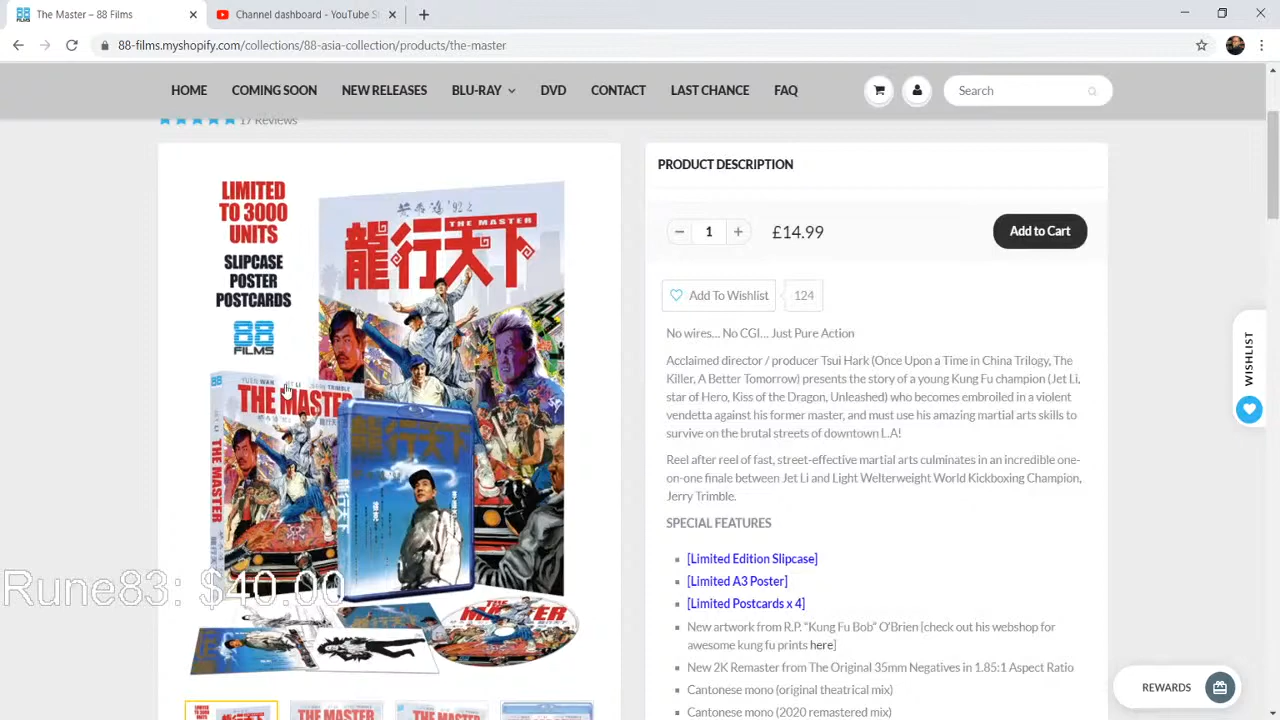 The Master – 88 Films
Channel dashboard - YouTube S
88-films.myshopify.com/collections/88-asia-collection/products/the-master
HOME COMING SOON NEW RELEASES BLU-RAY DVD CONTACT LAST CHANCE FAQ Search
17 Reviews
LIMITED
TO 3000
UNITS
SLIPCASE
POSTER
POSTCARDS
88
FILMS
THE MASTER
龍行天下
THE MASTER
THE MASTER
龍行天下
Rune83: $40.00
PRODUCT DESCRIPTION
− 1 + £14.99 Add to Cart
Add To Wishlist 124
No wires... No CGI... Just Pure Action
Acclaimed director / producer Tsui Hark (Once Upon a Time in China Trilogy, The
Killer, A Better Tomorrow) presents the story of a young Kung Fu champion (Jet Li,
star of Hero, Kiss of the Dragon, Unleashed) who becomes embroiled in a violent
vendetta against his former master, and must use his amazing martial arts skills to
survive on the brutal streets of downtown L.A!
Reel after reel of fast, street-effective martial arts culminates in an incredible one-
on-one finale between Jet Li and Light Welterweight World Kickboxing Champion,
Jerry Trimble.
SPECIAL FEATURES
[Limited Edition Slipcase]
[Limited A3 Poster]
[Limited Postcards x 4]
New artwork from R.P. “Kung Fu Bob” O’Brien [check out his webshop for
awesome kung fu prints here]
New 2K Remaster from The Original 35mm Negatives in 1.85:1 Aspect Ratio
Cantonese mono (original theatrical mix)
Cantonese mono (2020 remastered mix)
WISHLIST
REWARDS